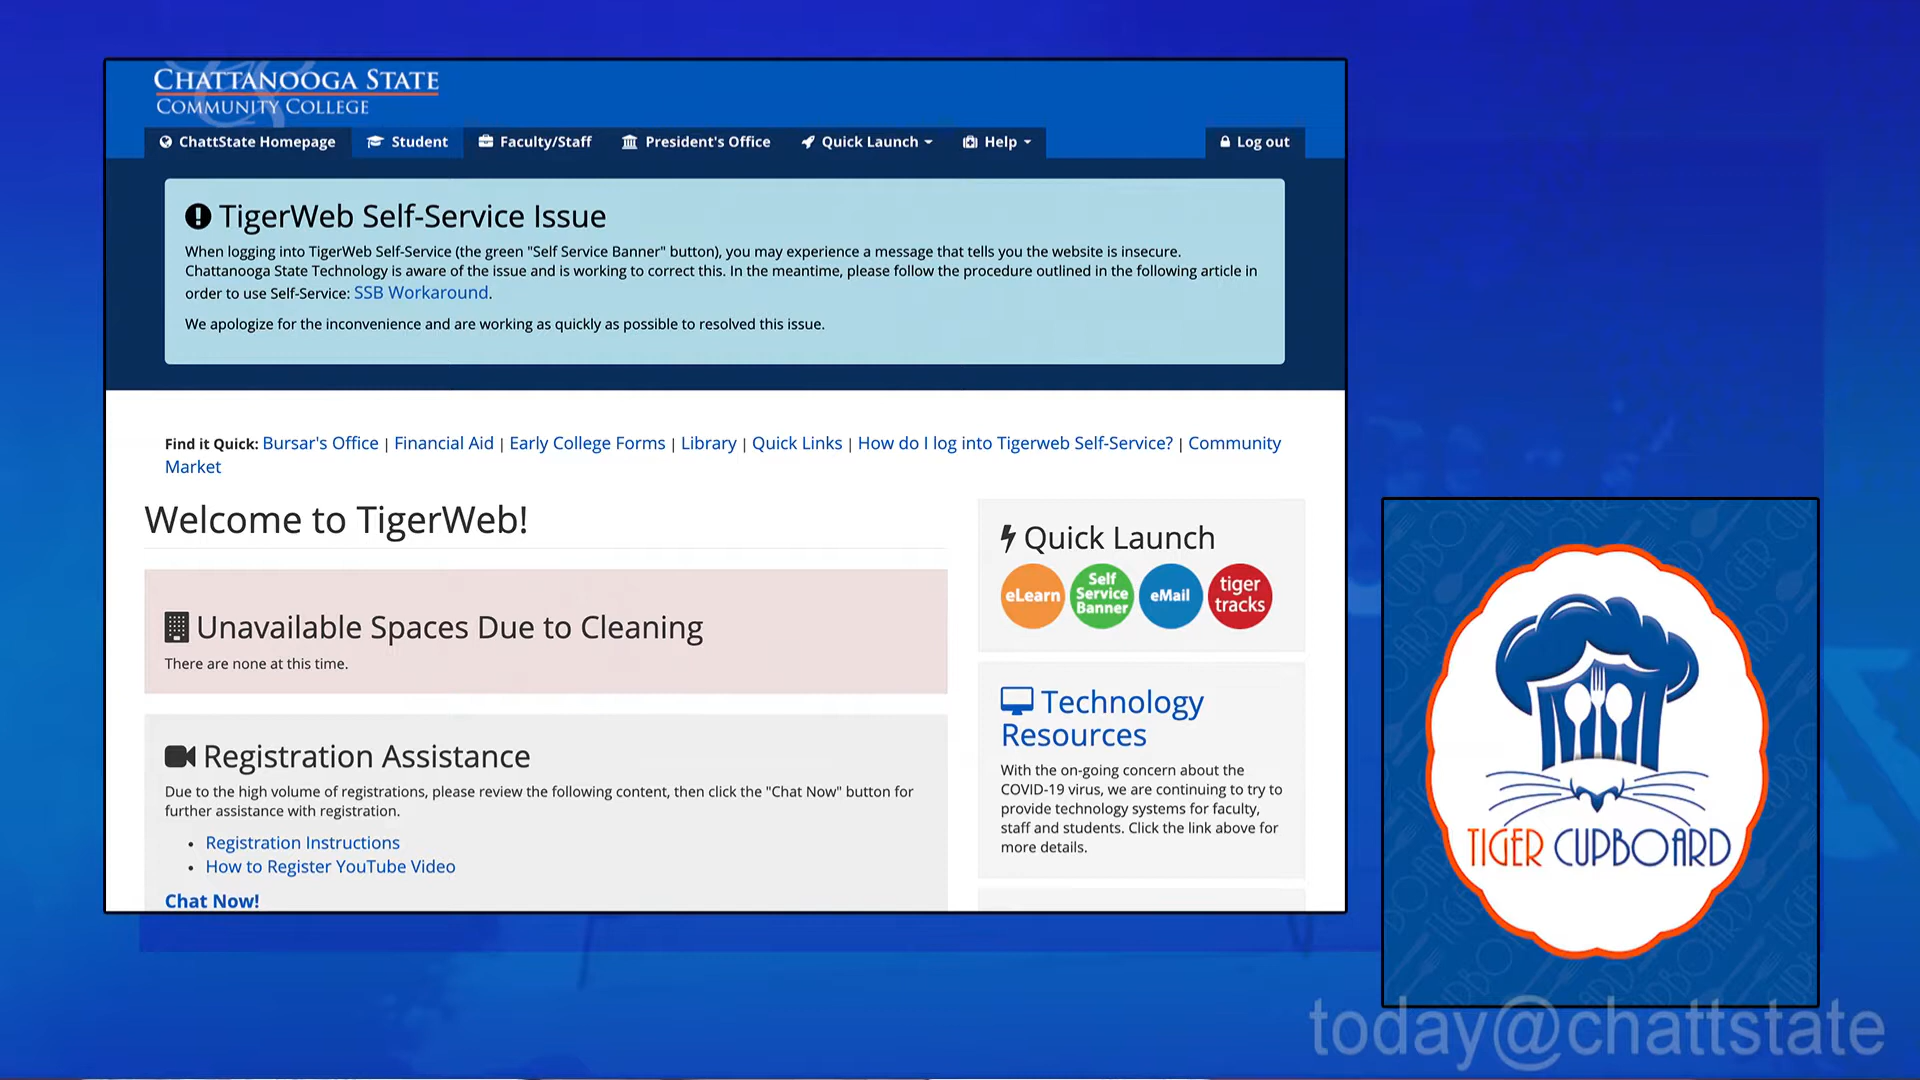 CHATTANOOGA STATE
COMMUNITY COLLEGE
ChattState Homepage
Student
Faculty/Staff
President's Office
Quick Launch
Help
Log out
TigerWeb Self-Service Issue
When logging into TigerWeb Self-Service (the green "Self Service Banner" button), you may experience a message that tells you the website is insecure.
Chattanooga State Technology is aware of the issue and is working to correct this. In the meantime, please follow the procedure outlined in the following article in
order to use Self-Service: SSB Workaround.
We apologize for the inconvenience and are working as quickly as possible to resolved this issue.
Find it Quick: Bursar's Office | Financial Aid | Early College Forms | Library | Quick Links | How do I log into Tigerweb Self-Service? | Community
Market
Welcome to TigerWeb!
Unavailable Spaces Due to Cleaning
There are none at this time.
Registration Assistance
Due to the high volume of registrations, please review the following content, then click the "Chat Now" button for
further assistance with registration.
• Registration Instructions
• How to Register YouTube Video
Chat Now!
Quick Launch
eLearn
Self
Service
Banner
eMail
tiger
tracks
Technology
Resources
With the on-going concern about the
COVID-19 virus, we are continuing to try to
provide technology systems for faculty,
staff and students. Click the link above for
more details.
TIGER CUPBOARD
today@chattstate